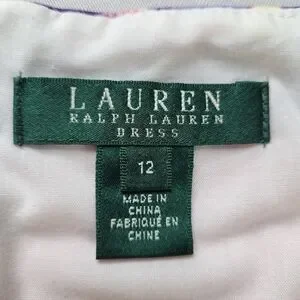 LAUREN
RALPH LAUREN
DRESS
12
MADE IN
CHINA
FABRIQUÉ EN
CHINE